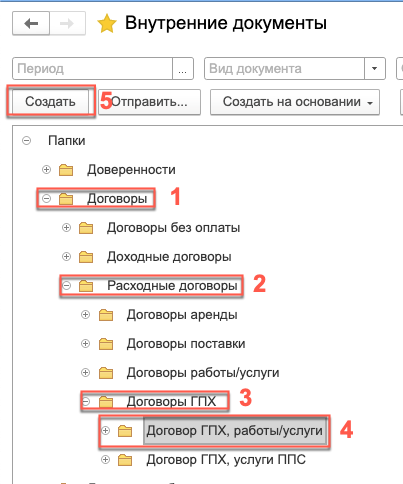 Внутренние документы
Период ... Вид документа
Создать 5 Отправить... Создать на основании
Папки
Доверенности
Договоры 1
Договоры без оплаты
Доходные договоры
Расходные договоры 2
Договоры аренды
Договоры поставки
Договоры работы/услуги
Договоры ГПХ 3
Договор ГПХ, работы/услуги 4
Договор ГПХ, услуги ППС